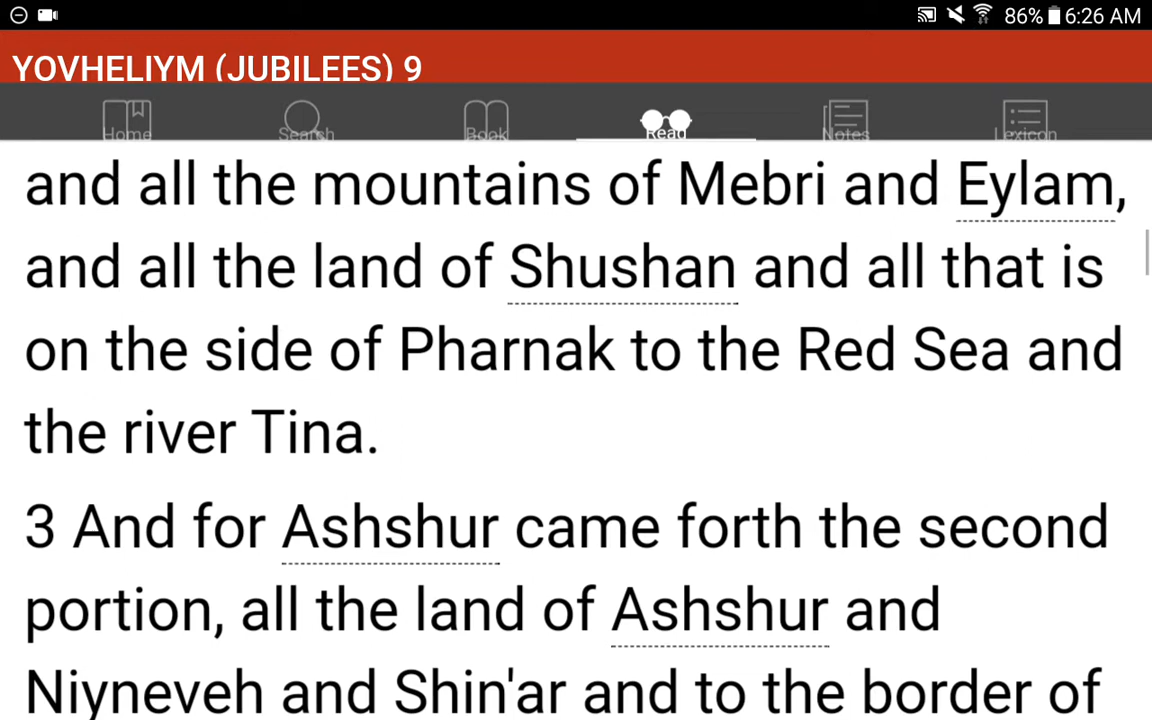 86% 6:26 AM
YOVHELIYM (JUBILEES) 9
Home Search Book Read Notes Lexicon
and all the mountains of Mebri and Eylam,
and all the land of Shushan and all that is
on the side of Pharnak to the Red Sea and
the river Tina.
3 And for Ashshur came forth the second
portion, all the land of Ashshur and
Niyneveh and Shin'ar and to the border of